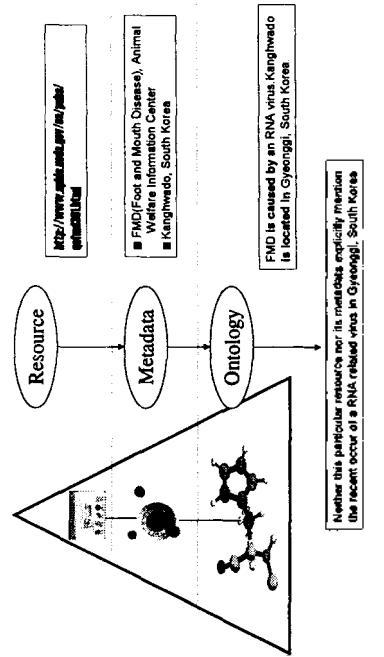 Resource
http://www.
■ FMD(Foot and Mouth Disease), Animal
Welfare Information Center
■ Kanghwado, South Korea
Metadata
FMD is caused by an RNA virus.Kanghwado
is located in Gyeonggi, South Korea.
Ontology
Neither this particular resource nor its metadata explicitly mention
the recent occur of a RNA related virus in Gyeonggi, South Korea